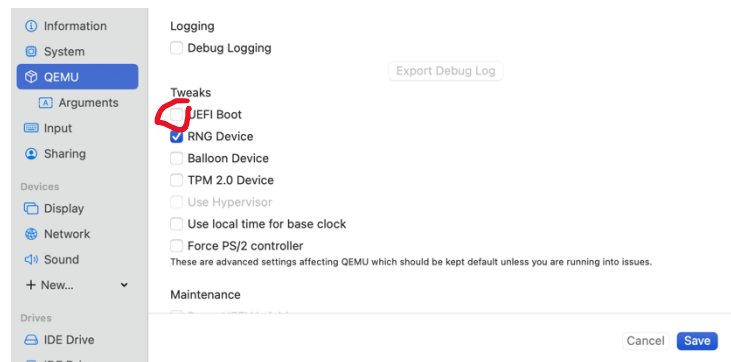 Information
System
QEMU
Arguments
Input
Sharing
Devices
Display
Network
Sound
New...
Drives
IDE Drive
Logging
Debug Logging
Export Debug Log
Tweaks
UEFI Boot
RNG Device
Balloon Device
TPM 2.0 Device
Use Hypervisor
Use local time for base clock
Force PS/2 controller
These are advanced settings affecting QEMU which should be kept default unless you are running into issues.
Maintenance
Cancel
Save